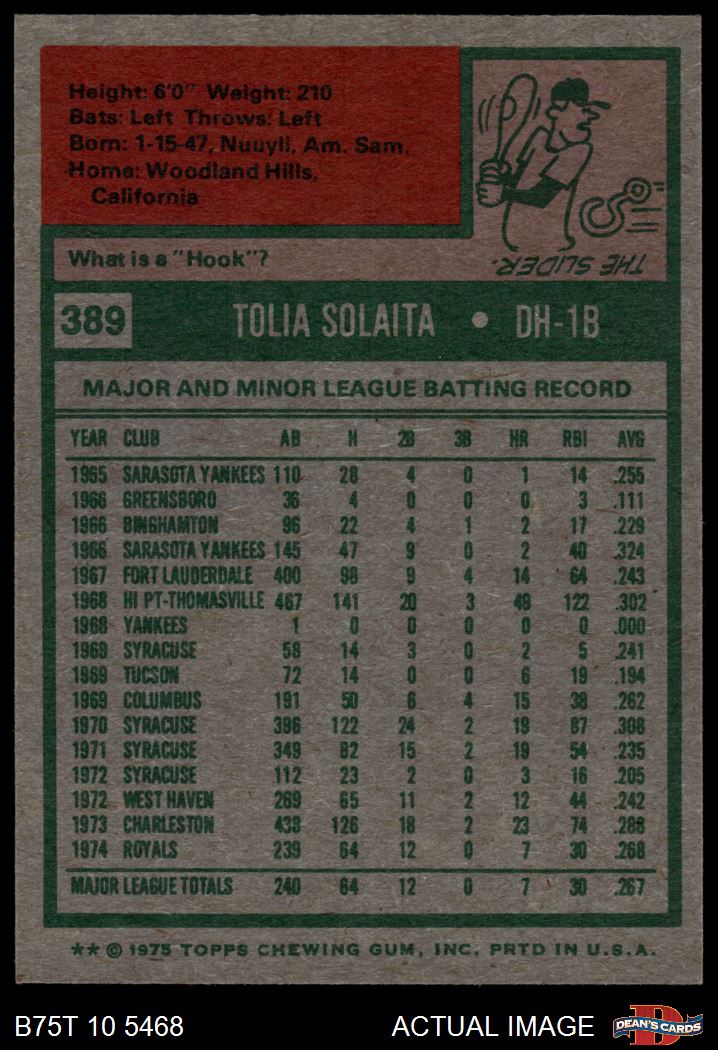 Height: 6'0" Weight: 210
Bats: Left Throws: Left
Born: 1-15-47, Nuuyli, Am. Sam.
Home: Woodland Hills,
California
What is a "Hook"?
THE SLIDER.
389 TOLIA SOLAITA • DH-1B
MAJOR AND MINOR LEAGUE BATTING RECORD
YEAR CLUB AB H 2B 3B HR RBI AVG
1965 SARASOTA YANKEES 110 28 4 0 1 14 .255
1966 GREENSBORO 36 4 0 0 0 3 .111
1966 BINGHAMTON 96 22 4 1 2 17 .229
1966 SARASOTA YANKEES 145 47 9 0 2 40 .324
1967 FORT LAUDERDALE 400 98 9 4 14 64 .243
1968 HI PT-THOMASVILLE 467 141 20 3 49 122 .302
1968 YANKEES 1 0 0 0 0 0 .000
1969 SYRACUSE 58 14 3 0 2 5 .241
1969 TUCSON 72 14 0 0 6 19 .194
1969 COLUMBUS 191 50 6 4 15 38 .262
1970 SYRACUSE 396 122 24 2 19 87 .308
1971 SYRACUSE 349 82 15 2 19 54 .235
1972 SYRACUSE 112 23 2 0 3 16 .205
1972 WEST HAVEN 269 65 11 2 12 44 .242
1973 CHARLESTON 438 126 18 2 23 74 .288
1974 ROYALS 239 64 12 0 7 30 .268
MAJOR LEAGUE TOTALS 240 64 12 0 7 30 .267
** © 1975 TOPPS CHEWING GUM, INC. PRTD IN U.S.A.
B75T 10 5468 ACTUAL IMAGE DEAN'S CARDS